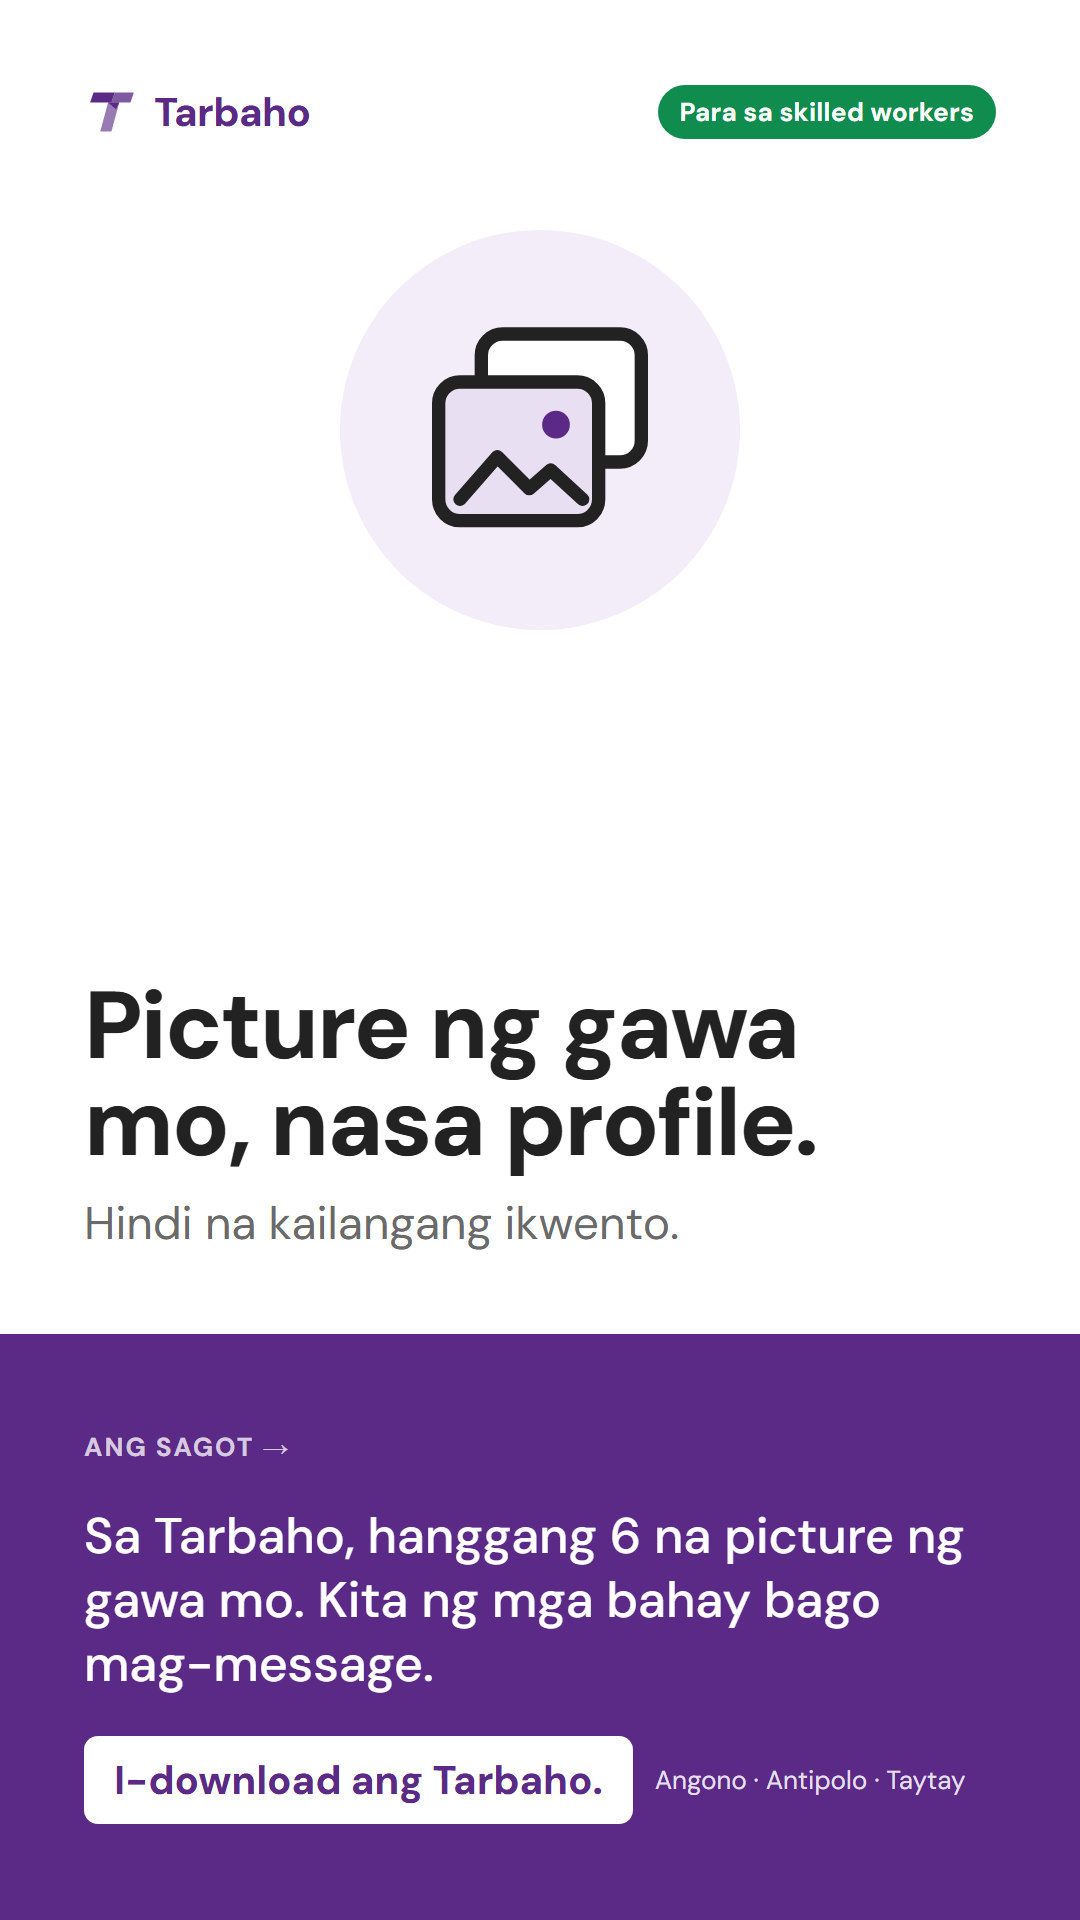 Tarbaho
Para sa skilled workers
Picture ng gawa
mo, nasa profile.
Hindi na kailangang ikwento.
ANG SAGOT →
Sa Tarbaho, hanggang 6 na picture ng
gawa mo. Kita ng mga bahay bago
mag-message.
I-download ang Tarbaho.
Angono · Antipolo · Taytay